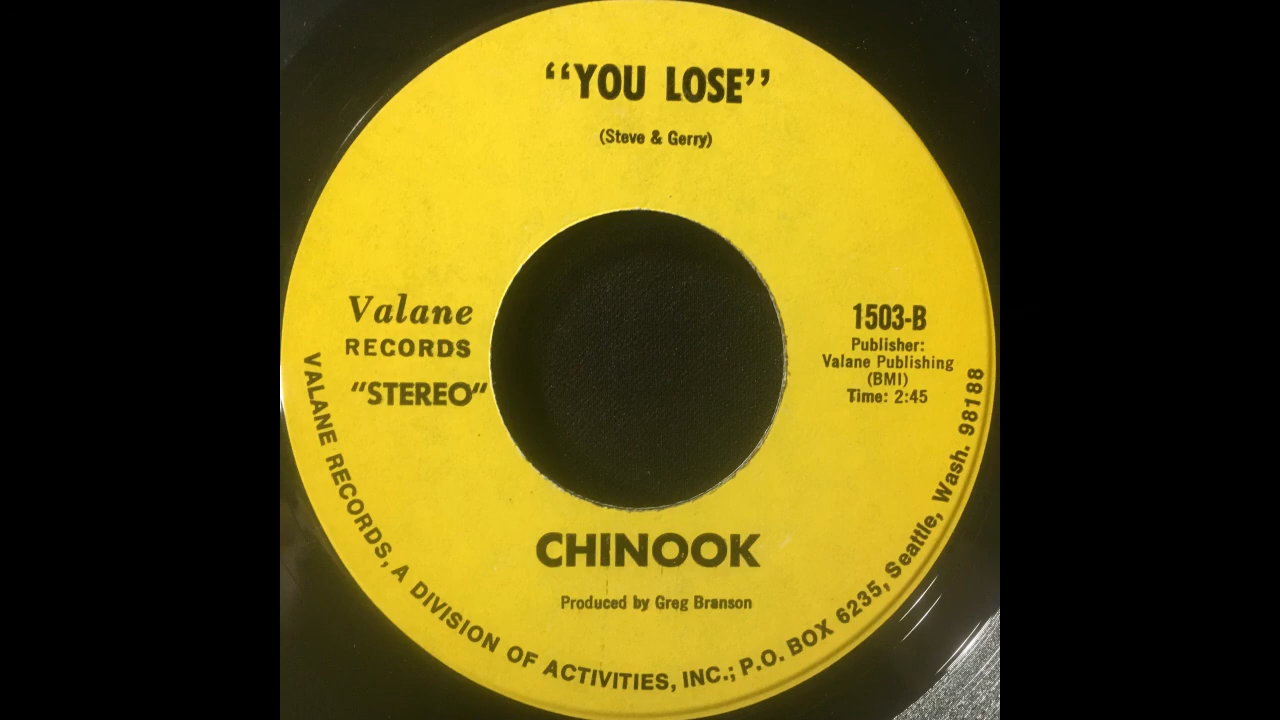 “YOU LOSE”
(Steve & Gerry)
Valane
RECORDS
"STEREO"
1503-B
Publisher:
Valane Publishing
(BMI)
Time: 2:45
CHINOOK
Produced by Greg Branson
VALANE RECORDS, A DIVISION OF ACTIVITIES, INC.; P.O. BOX 6235, Seattle, Wash. 98188